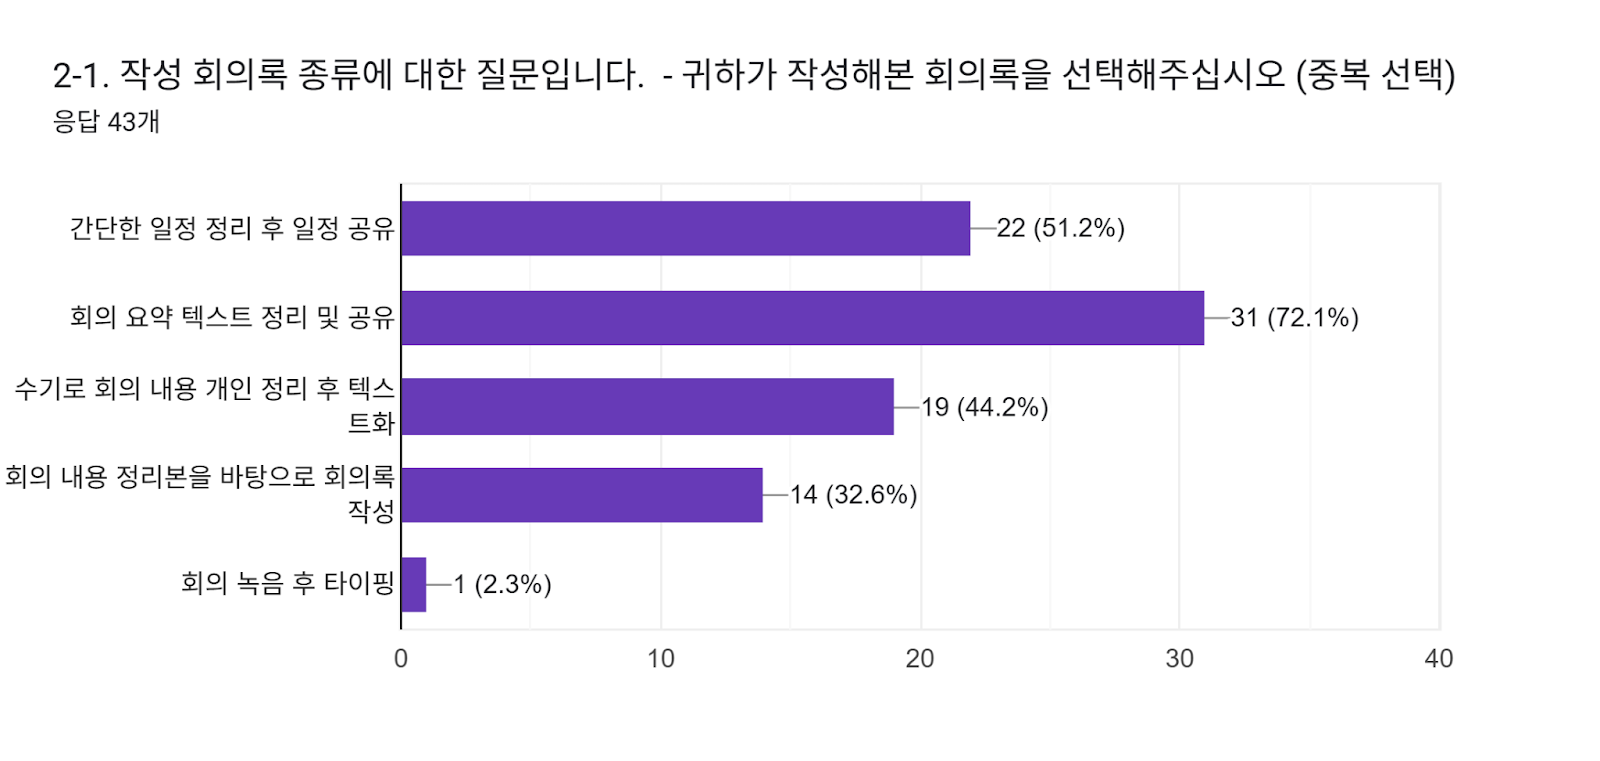 2-1. 작성 회의록 종류에 대한 질문입니다.  - 귀하가 작성해본 회의록을 선택해주십시오 (중복 선택)
응답 43개
간단한 일정 정리 후 일정 공유
22 (51.2%)
회의 요약 텍스트 정리 및 공유
31 (72.1%)
수기로 회의 내용 개인 정리 후 텍스
트화
19 (44.2%)
회의 내용 정리본을 바탕으로 회의록
작성
14 (32.6%)
회의 녹음 후 타이핑
1 (2.3%)
0 10 20 30 40